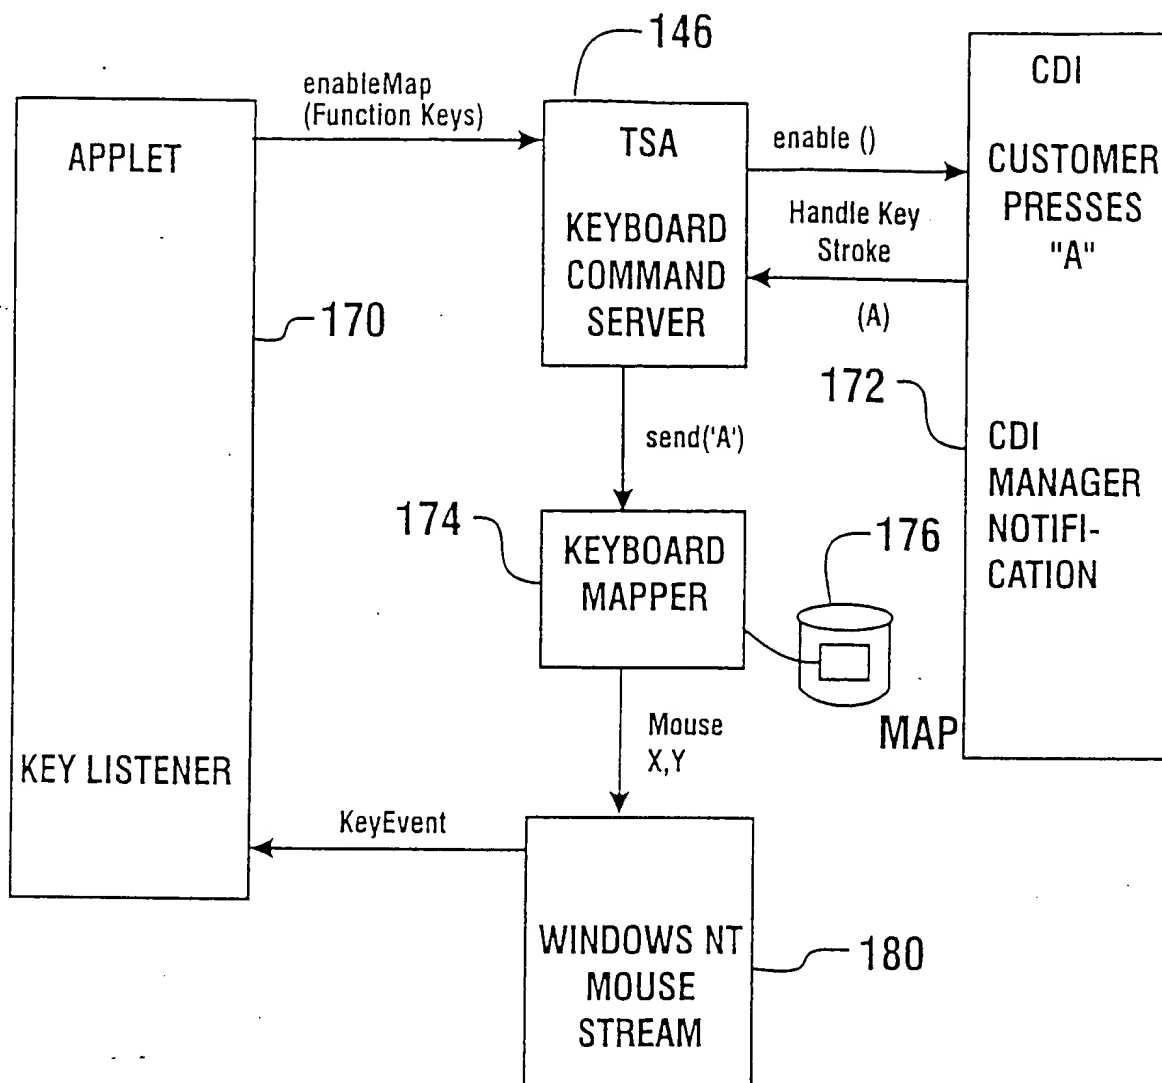 146
enableMap
(Function Keys)
APPLET
TSA
KEYBOARD
COMMAND
SERVER
enable ()
Handle Key
Stroke
(A)
CDI
CUSTOMER
PRESSES
"A"
170
172
CDI
MANAGER
NOTIFI-
CATION
send('A')
174
KEYBOARD
MAPPER
176
MAP
Mouse
X,Y
KEY LISTENER
KeyEvent
WINDOWS NT
MOUSE
STREAM
180